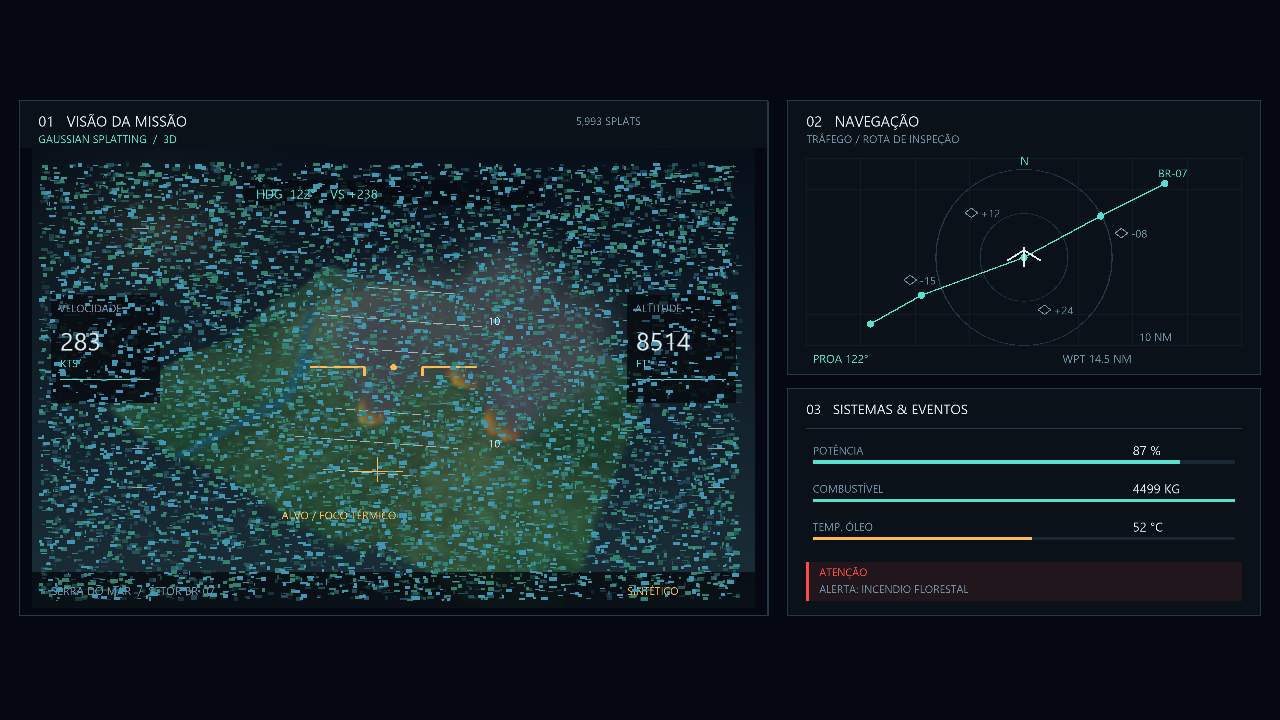 01 VISÃO DA MISSÃO
GAUSSIAN SPLATTING / 3D
5,993 SPLATS
HDG 122° VS +238
VELOCIDADE
283
KTS
ALTITUDE
8514
FT
10
10
ALVO / FOCO TÉRMICO
SERRA DO MAR / SETOR BR-07
SINTÉTICO
02 NAVEGAÇÃO
TRÁFEGO / ROTA DE INSPEÇÃO
N
BR-07
+12
-08
-15
+24
10 NM
PROA 122°
WPT 14.5 NM
03 SISTEMAS & EVENTOS
POTÊNCIA
87 %
COMBUSTÍVEL
4499 KG
TEMP. ÓLEO
52 °C
ATENÇÃO
ALERTA: INCENDIO FLORESTAL